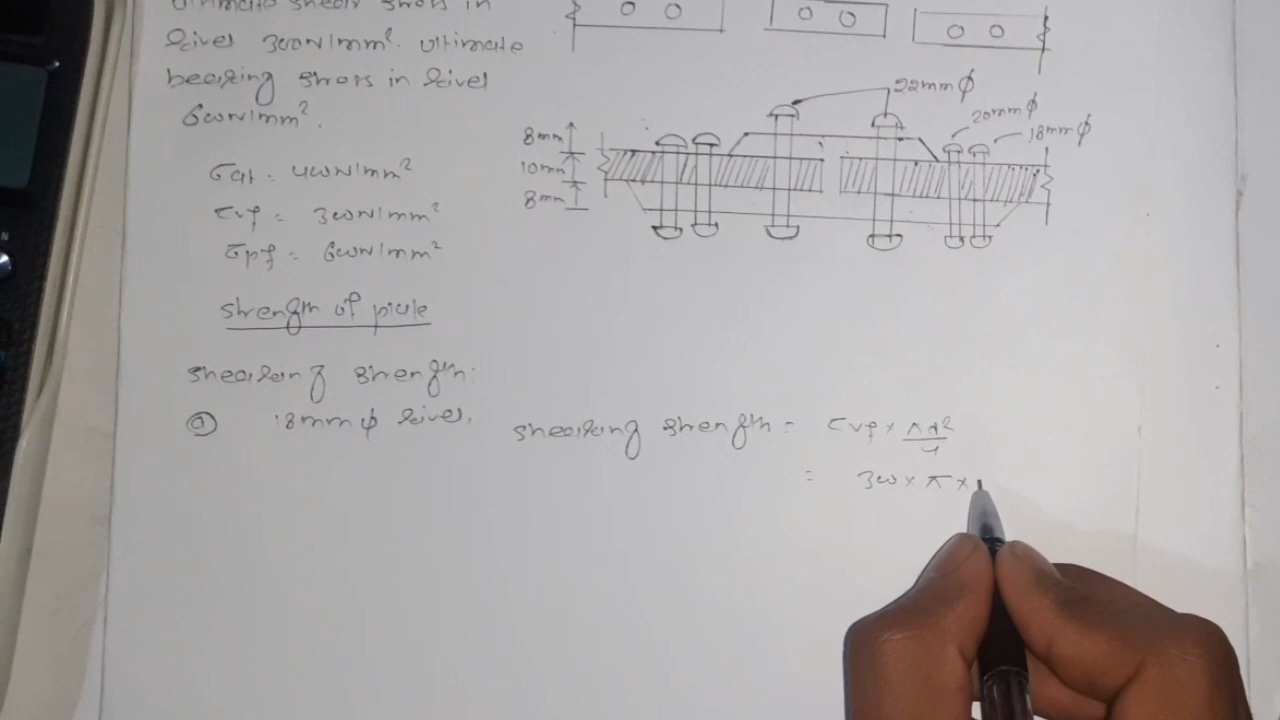 Ultimate shear stress in
rivet 300N/mm². Ultimate
bearing stress in rivet
600N/mm².
σat = 400N/mm²
τvf = 300N/mm²
σpf = 600N/mm²
22mm ϕ
20mm ϕ
18mm ϕ
8mm
10mm
8mm
strength of plate
shearing strength:
a 18mm ϕ rivet, shearing strength = τvf × πd²/4
= 300 × π ×